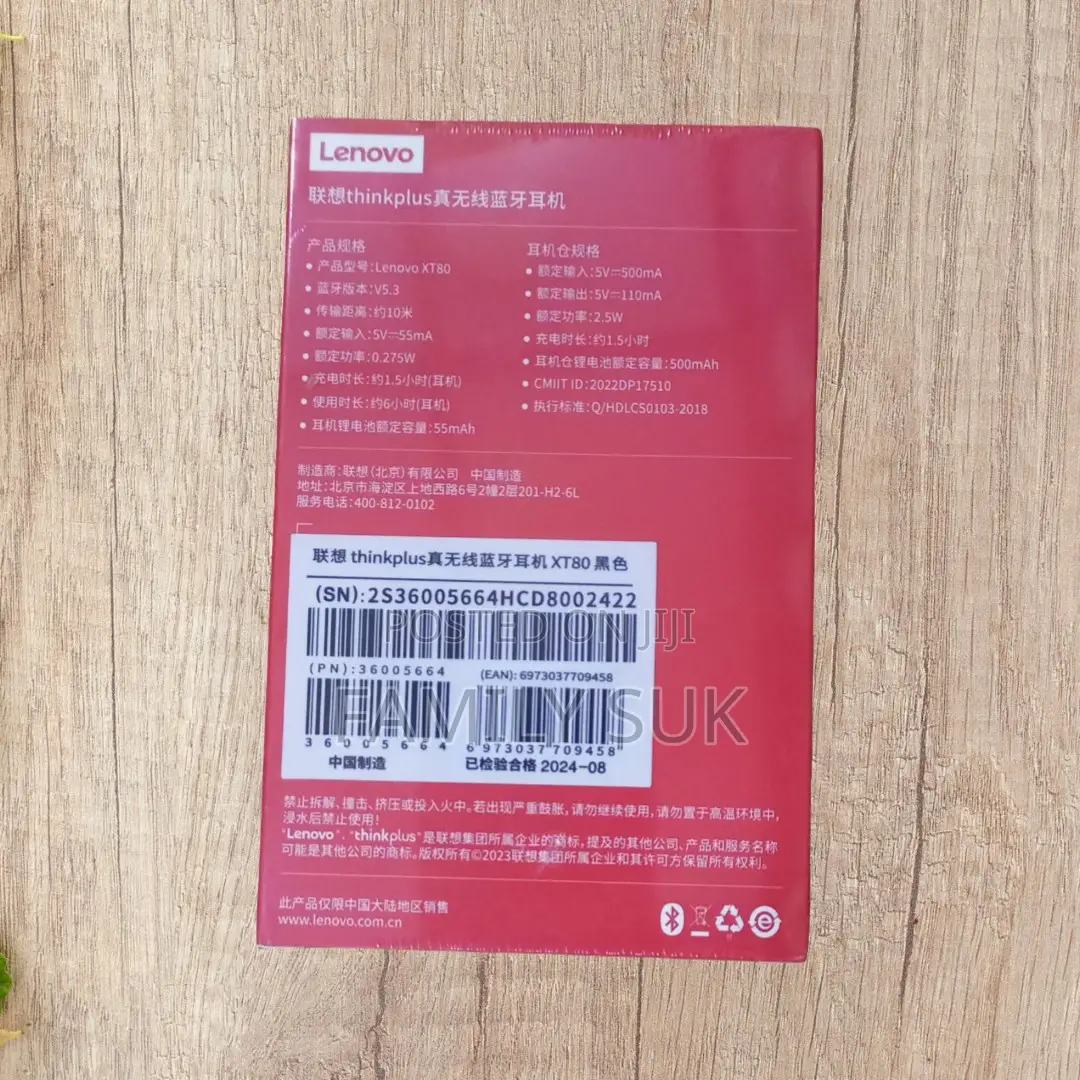 Lenovo
联想thinkplus真无线蓝牙耳机
产品规格
• 产品型号:Lenovo XT80
• 蓝牙版本:V5.3
• 传输距离:约10米
• 额定输入:5V⎓55mA
• 额定功率:0.275W
• 充电时长:约1.5小时(耳机)
• 使用时长:约6小时(耳机)
• 耳机锂电池额定容量:55mAh
耳机仓规格
• 额定输入:5V⎓500mA
• 额定输出:5V⎓110mA
• 额定功率:2.5W
• 充电时长:约1.5小时
• 耳机仓锂电池额定容量:500mAh
• CMIIT ID:2022DP17510
• 执行标准:Q/HDLCS0103-2018
制造商:联想(北京)有限公司 中国制造
地址:北京市海淀区上地西路6号2幢2层201-H2-6L
服务电话:400-812-0102
联想 thinkplus真无线蓝牙耳机 XT80 黑色
(SN):2S36005664HCD8002422
POSTED ON JIJI
(PN):36005664
(EAN): 6973037709458
FAMILY SUK
36005664
6 973037 709458
中国制造
已检验合格 2024-08
禁止拆解、撞击、挤压或投入火中。若出现严重鼓胀,请勿继续使用,请勿置于高温环境中,
浸水后禁止使用!
"Lenovo"、"thinkplus"是联想集团所属企业的商标,提及的其他公司、产品和服务名称
可能是其他公司的商标。版权所有©2023联想集团所属企业和其许可方保留所有权利。
此产品仅限中国大陆地区销售
www.lenovo.com.cn